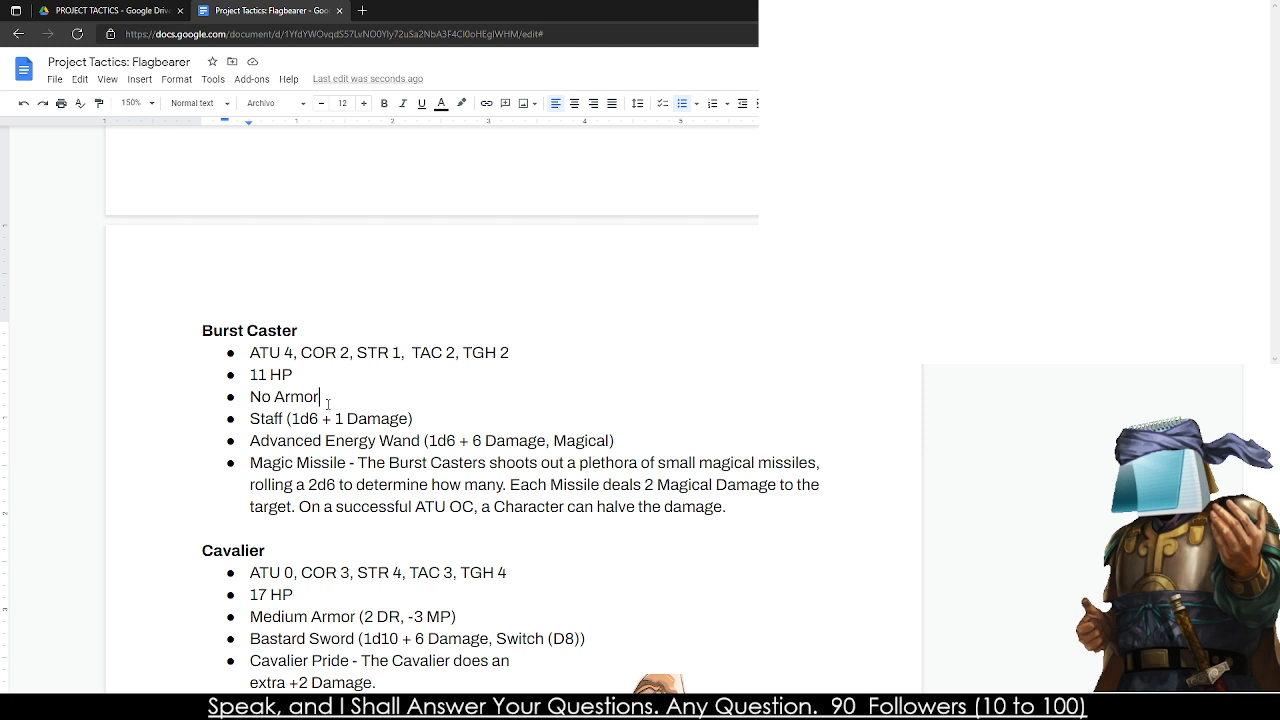 PROJECT TACTICS - Google Driv
Project Tactics: Flagbearer - Goo
https://docs.google.com/document/d/1YfdYWOvqdS57LvNO0Yly72uSa2NbA3F4Cl0oHEglWHM/edit#
Project Tactics: Flagbearer
File Edit View Insert Format Tools Add-ons Help Last edit was seconds ago
150% Normal text Archivo 12 B I U A
1 1 2 3 4 5
Burst Caster
● ATU 4, COR 2, STR 1, TAC 2, TGH 2
● 11 HP
● No Armor
● Staff (1d6 + 1 Damage)
● Advanced Energy Wand (1d6 + 6 Damage, Magical)
● Magic Missile - The Burst Casters shoots out a plethora of small magical missiles,
rolling a 2d6 to determine how many. Each Missile deals 2 Magical Damage to the
target. On a successful ATU OC, a Character can halve the damage.
Cavalier
● ATU 0, COR 3, STR 4, TAC 3, TGH 4
● 17 HP
● Medium Armor (2 DR, -3 MP)
● Bastard Sword (1d10 + 6 Damage, Switch (D8))
● Cavalier Pride - The Cavalier does an
extra +2 Damage.
Speak, and I Shall Answer Your Questions. Any Question. 90 Followers (10 to 100)